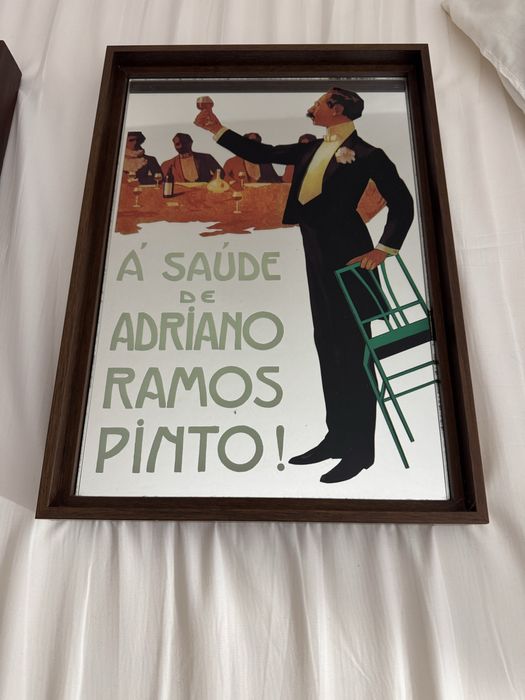 Á SAÚDE
DE
ADRIANO
RAMOS
PINTO!